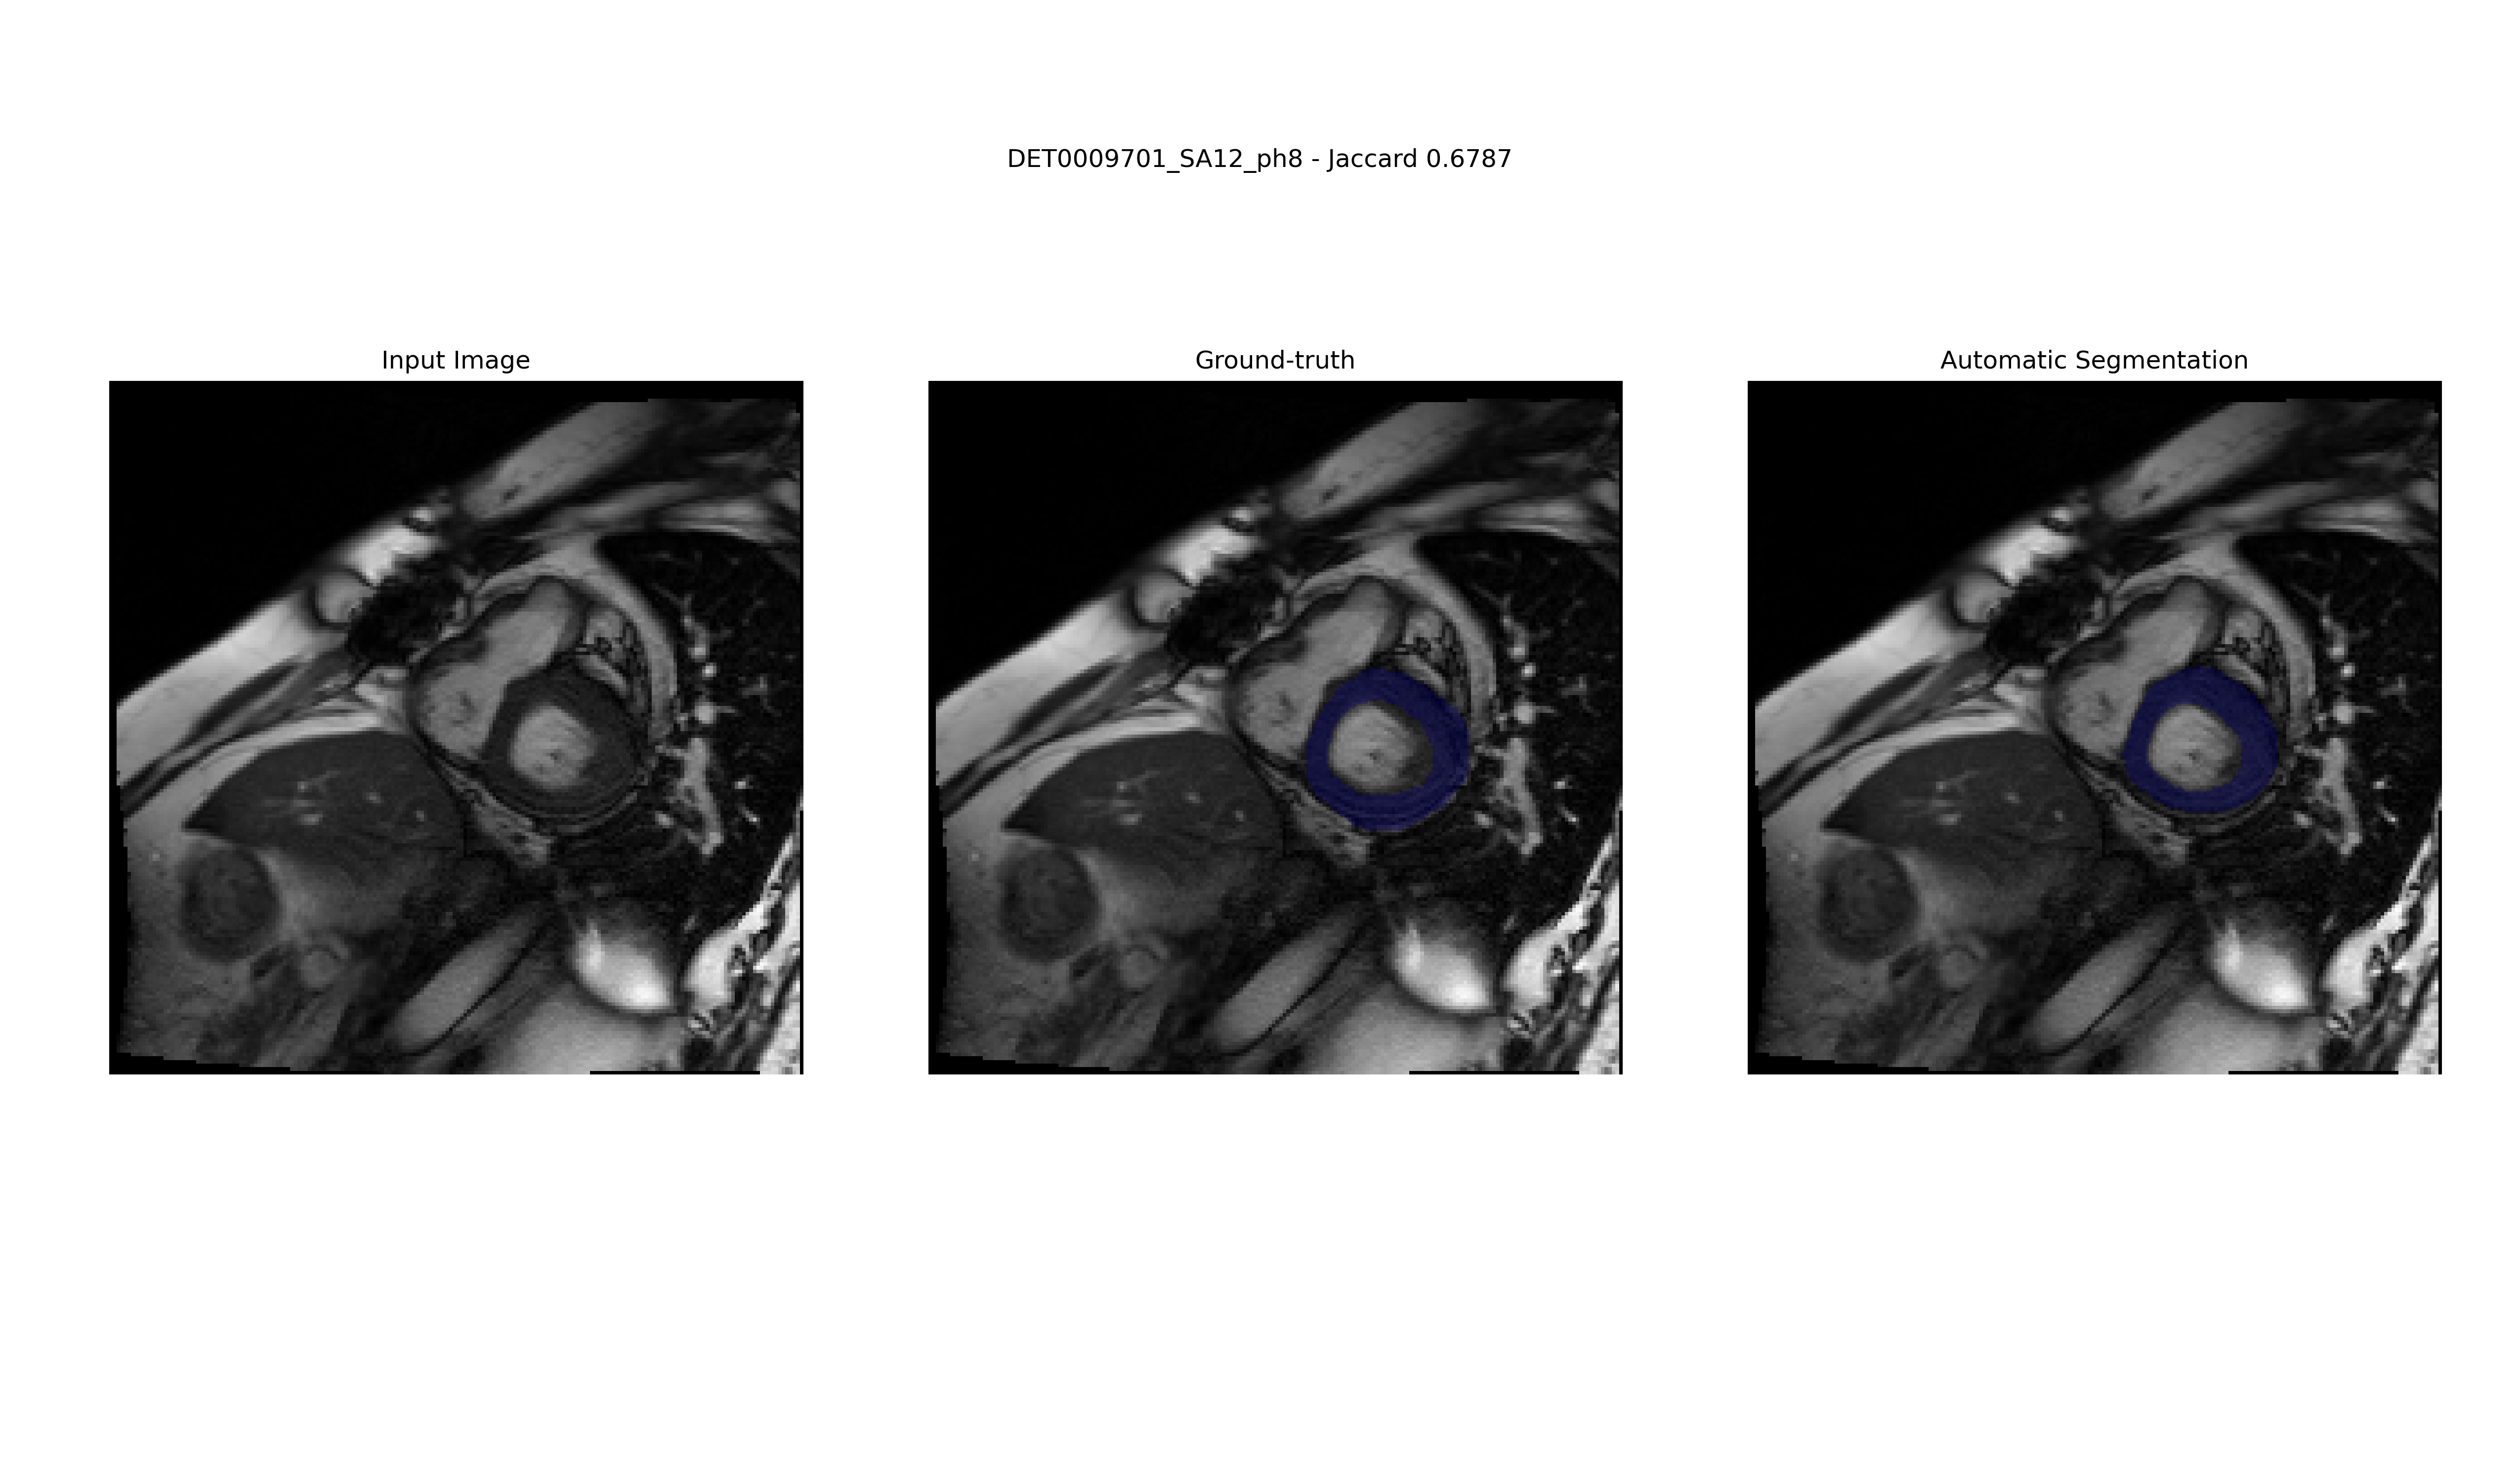 DET0009701_SA12_ph8 - Jaccard 0.6787
Input Image
Ground-truth
Automatic Segmentation